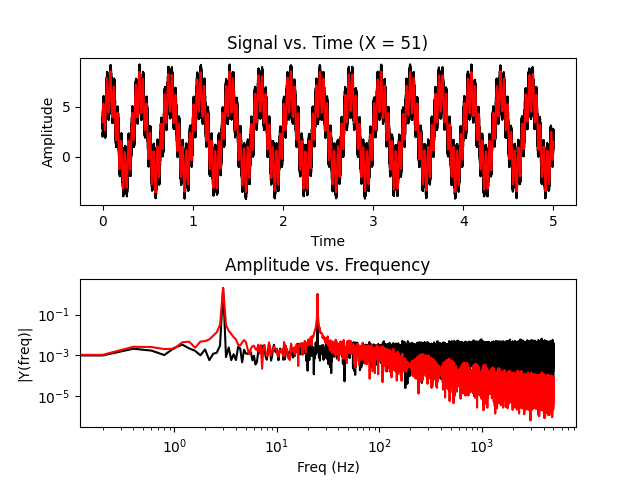 Signal vs. Time (X = 51)
Amplitude
5
0
0 1 2 3 4 5
Time
Amplitude vs. Frequency
|Y(freq)|
10⁻¹
10⁻³
10⁻⁵
10⁰ 10¹ 10² 10³
Freq (Hz)